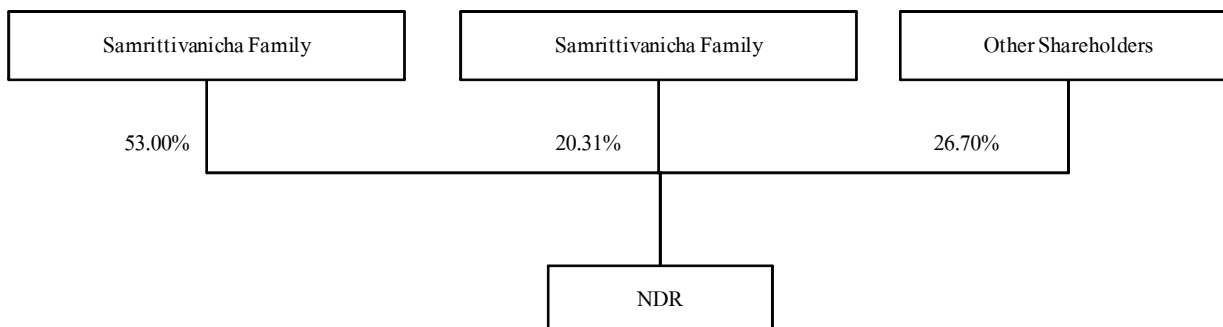 Samrittivanicha Family
Samrittivanicha Family
Other Shareholders
53.00%
20.31%
26.70%
NDR